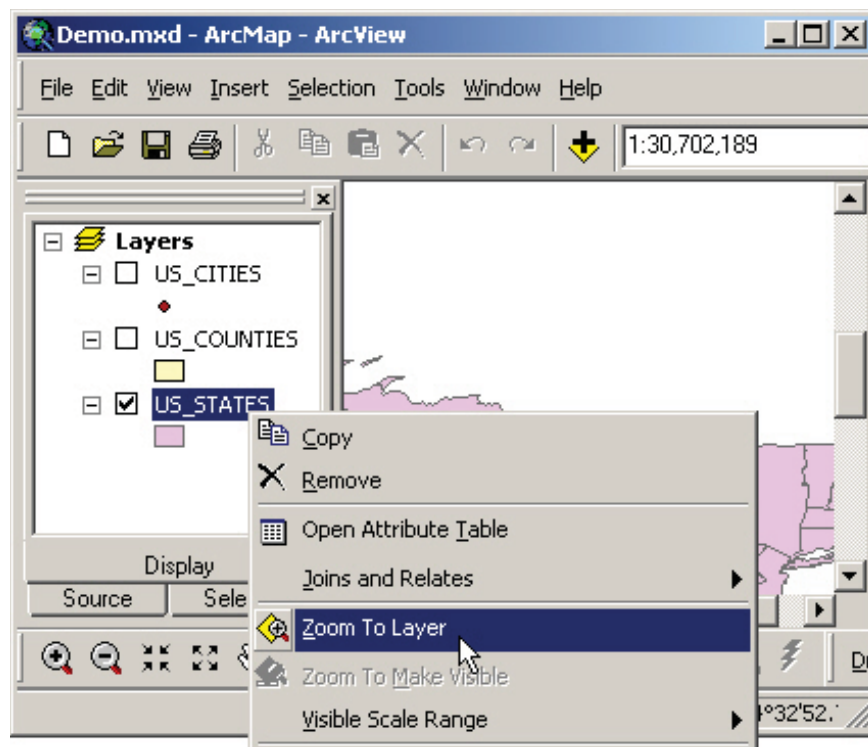 Demo.mxd - ArcMap - ArcView
File Edit View Insert Selection Tools Window Help
1:30,702,189
Layers
US_CITIES
US_COUNTIES
US_STATES
Copy
Remove
Open Attribute Table
Joins and Relates
Zoom To Layer
Zoom To Make Visible
Visible Scale Range
Display
Source